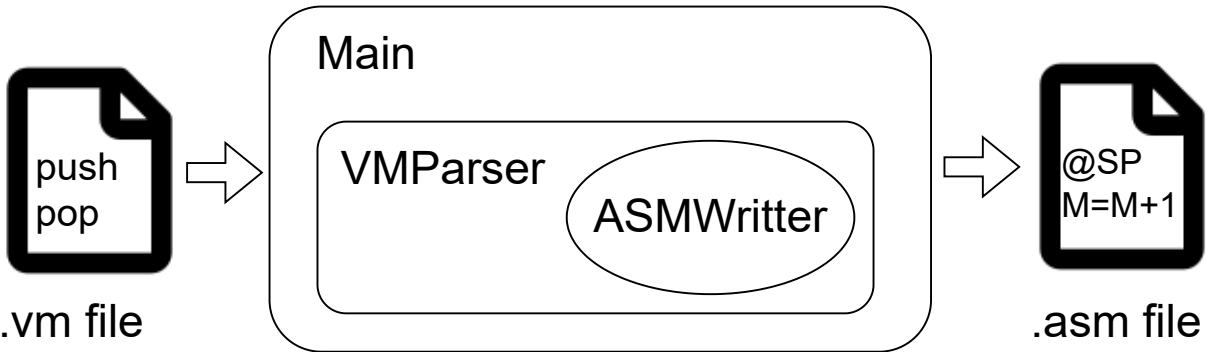 Main
push
pop
VMParser
ASMWritter
@SP
M=M+1
.vm file
.asm file